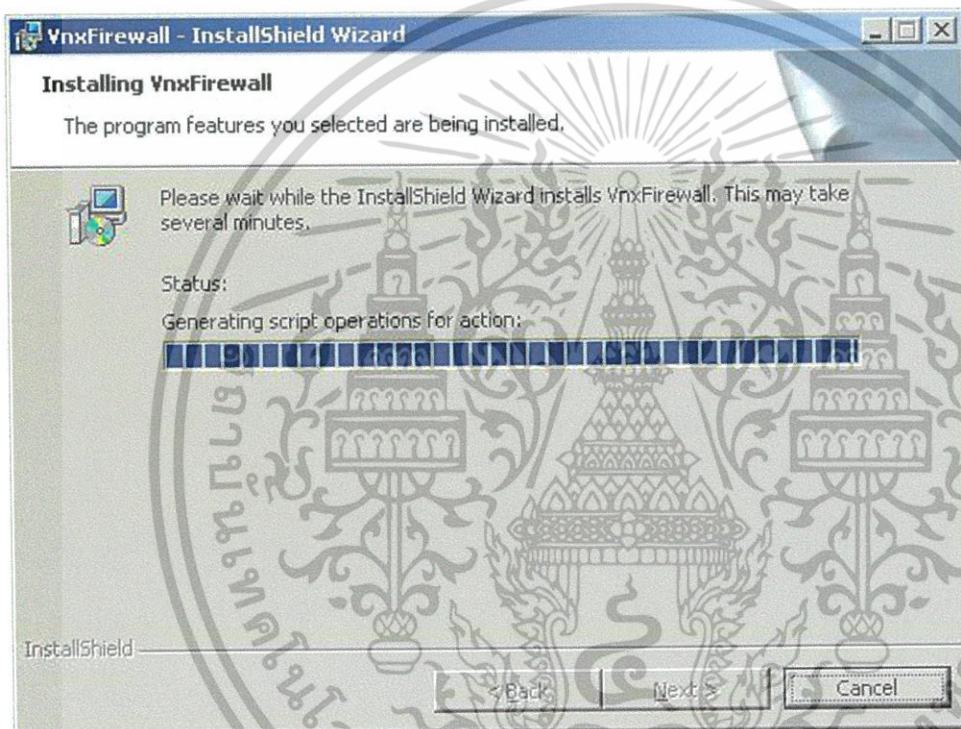 VnxFirewall - InstallShield Wizard
Installing VnxFirewall
The program features you selected are being installed.
Please wait while the InstallShield Wizard installs VnxFirewall. This may take
several minutes.
Status:
Generating script operations for action:
InstallShield
< Back
Next >
Cancel